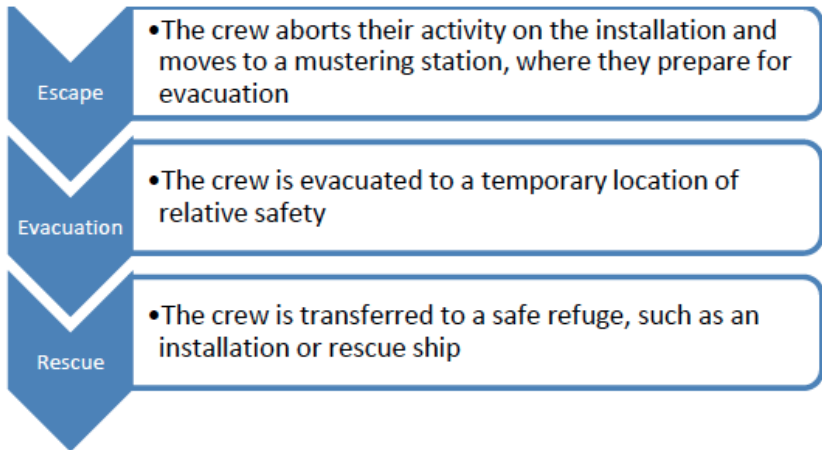 Escape
•The crew aborts their activity on the installation and
moves to a mustering station, where they prepare for
evacuation
Evacuation
•The crew is evacuated to a temporary location of
relative safety
Rescue
•The crew is transferred to a safe refuge, such as an
installation or rescue ship